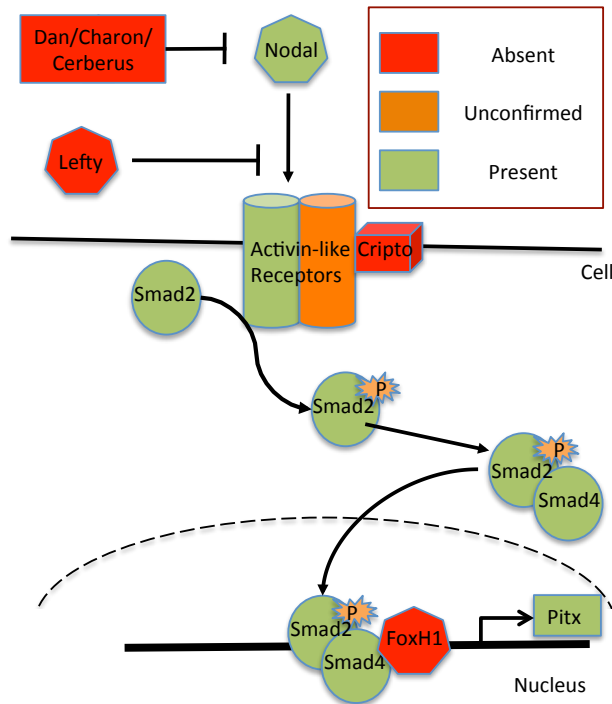 Dan/Charon/
Cerberus
Nodal
Absent
Unconfirmed
Present
Lefty
Activin-like
Receptors
Cripto
Cell
Smad2
Smad2
P
Smad2
P
Smad4
Smad2
P
Smad4
FoxH1
Pitx
Nucleus